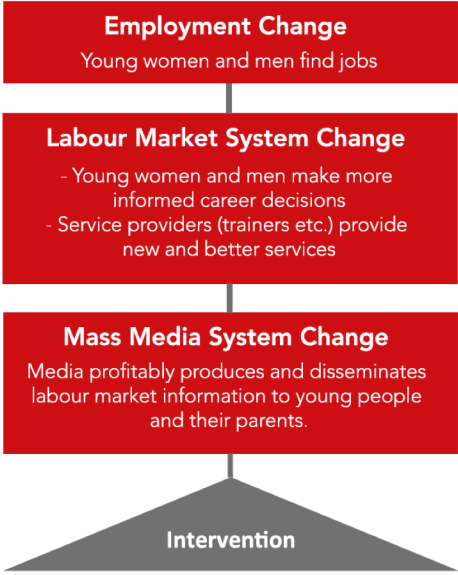 Employment Change
Young women and men find jobs
Labour Market System Change
- Young women and men make more
informed career decisions
- Service providers (trainers etc.) provide
new and better services
Mass Media System Change
Media profitably produces and disseminates
labour market information to young people
and their parents.
Intervention